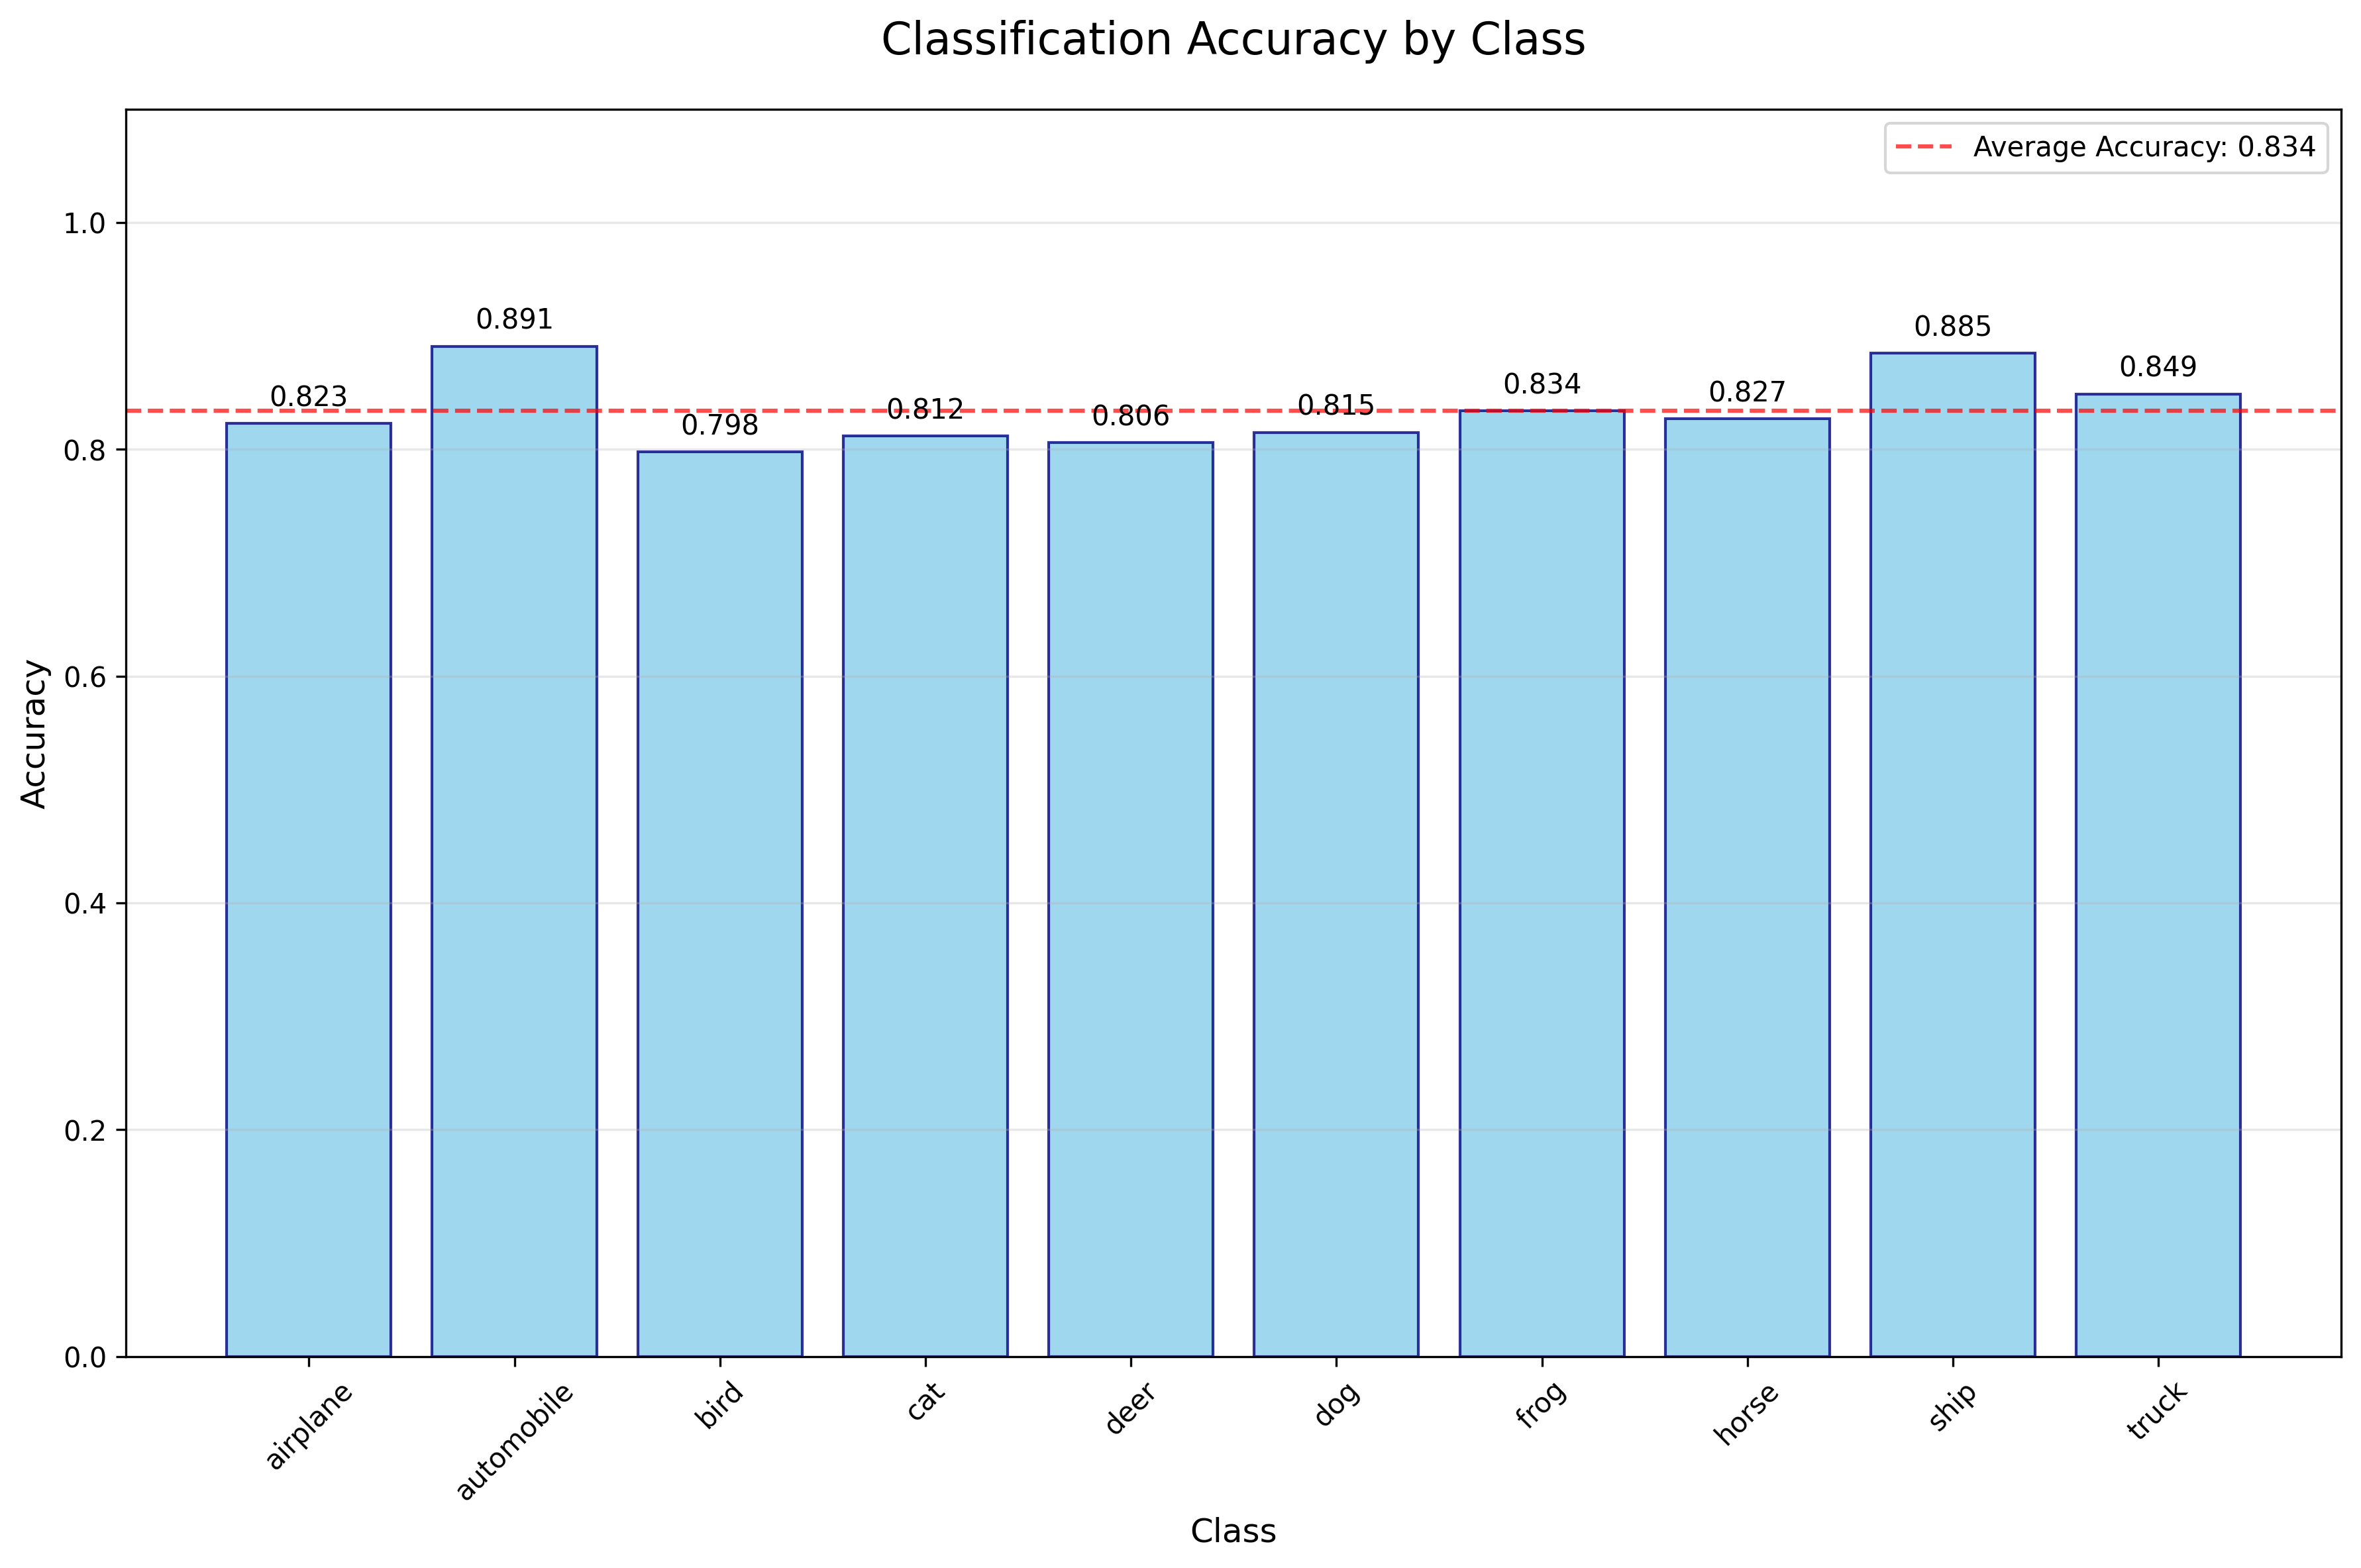 Classification Accuracy by Class
Average Accuracy: 0.834
Accuracy
1.0
0.8
0.6
0.4
0.2
0.0
0.823
0.891
0.798
0.812
0.806
0.815
0.834
0.827
0.885
0.849
airplane
automobile
bird
cat
deer
dog
frog
horse
ship
truck
Class